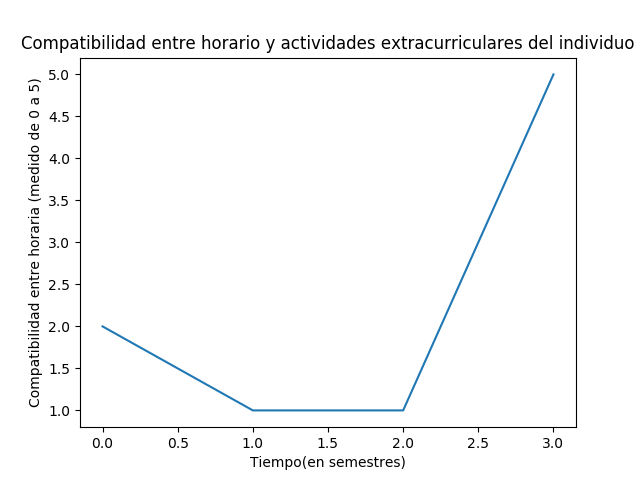 Compatibilidad entre horario y actividades extracurriculares del individuo
Compatibilidad entre horaria (medido de 0 a 5)
5.0
4.5
4.0
3.5
3.0
2.5
2.0
1.5
1.0
0.0 0.5 1.0 1.5 2.0 2.5 3.0
Tiempo(en semestres)